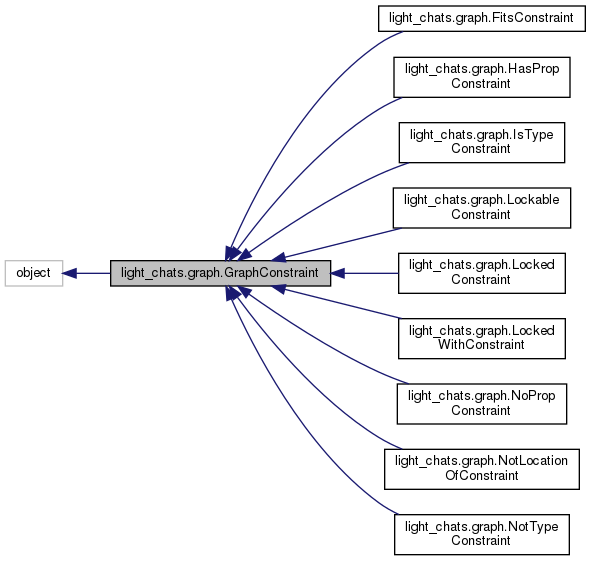 light_chats.graph.FitsConstraint
light_chats.graph.HasProp
Constraint
light_chats.graph.IsType
Constraint
light_chats.graph.Lockable
Constraint
object
light_chats.graph.GraphConstraint
light_chats.graph.Locked
Constraint
light_chats.graph.Locked
WithConstraint
light_chats.graph.NoProp
Constraint
light_chats.graph.NotLocation
OfConstraint
light_chats.graph.NotType
Constraint